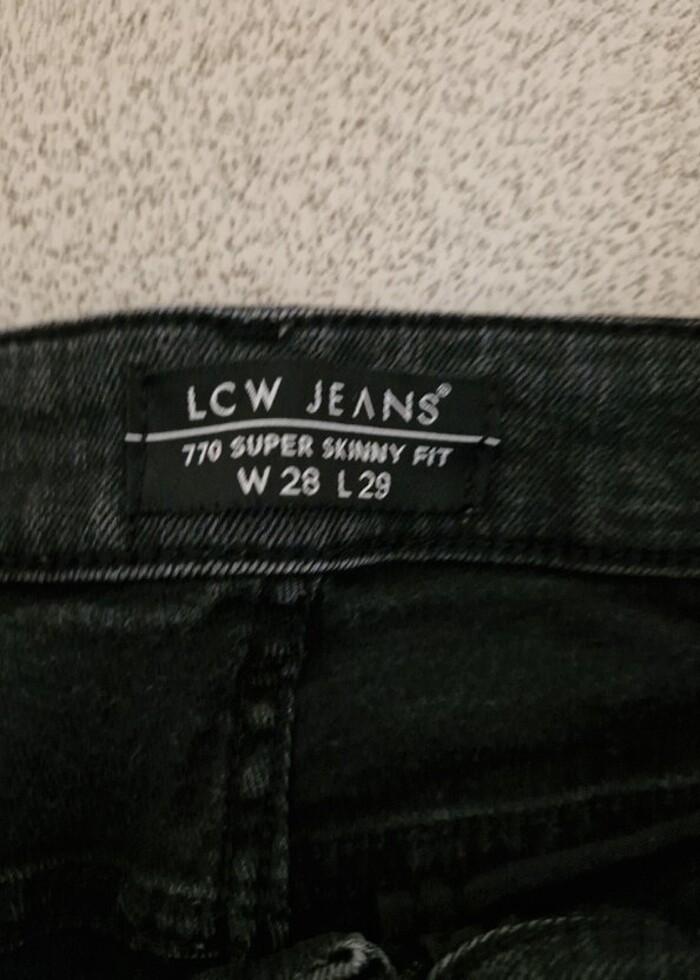 LCW JEANS®
770 SUPER SKINNY FIT
W 28 L 29